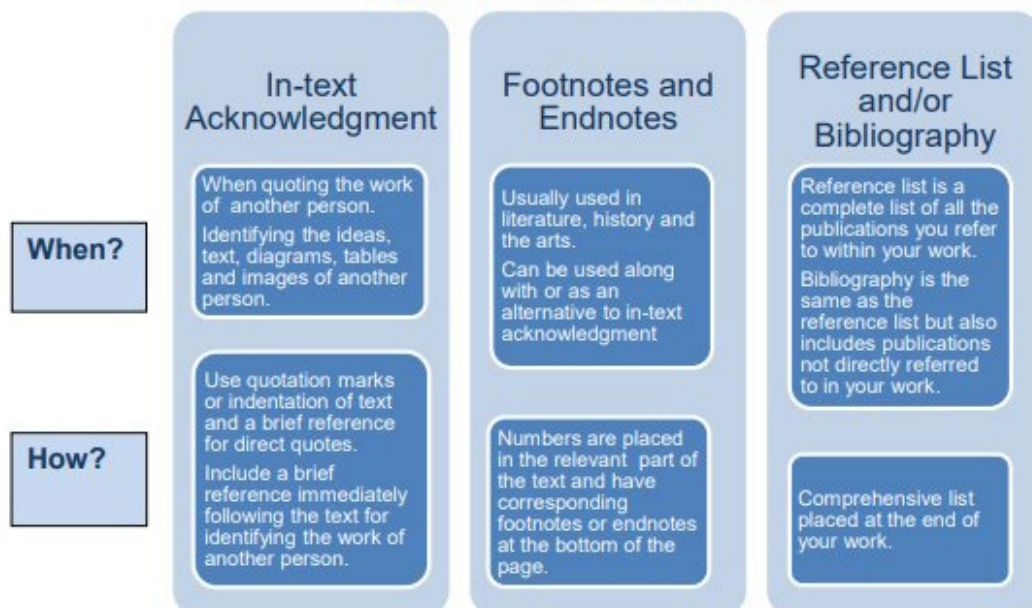 In-text
Acknowledgment
Footnotes and
Endnotes
Reference List
and/or
Bibliography
When?
When quoting the work
of another person.
Identifying the ideas,
text, diagrams, tables
and images of another
person.
Usually used in
literature, history and
the arts.
Can be used along
with or as an
alternative to in-text
acknowledgment
Reference list is a
complete list of all the
publications you refer
to within your work.
Bibliography is the
same as the
reference list but also
includes publications
not directly referred
to in your work.
How?
Use quotation marks
or indentation of text
and a brief reference
for direct quotes.
Include a brief
reference immediately
following the text for
identifying the work of
another person.
Numbers are placed
in the relevant part of
the text and have
corresponding
footnotes or endnotes
at the bottom of the
page.
Comprehensive list
placed at the end of
your work.